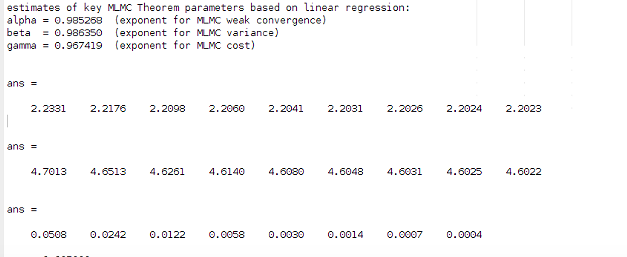 estimates of key MLMC Theorem parameters based on linear regression:
alpha = 0.985268 (exponent for MLMC weak convergence)
beta = 0.986350 (exponent for MLMC variance)
gamma = 0.967419 (exponent for MLMC cost)
ans =
2.2331 2.2176 2.2098 2.2060 2.2041 2.2031 2.2026 2.2024 2.2023
ans =
4.7013 4.6513 4.6261 4.6140 4.6080 4.6048 4.6031 4.6025 4.6022
ans =
0.0508 0.0242 0.0122 0.0058 0.0030 0.0014 0.0007 0.0004